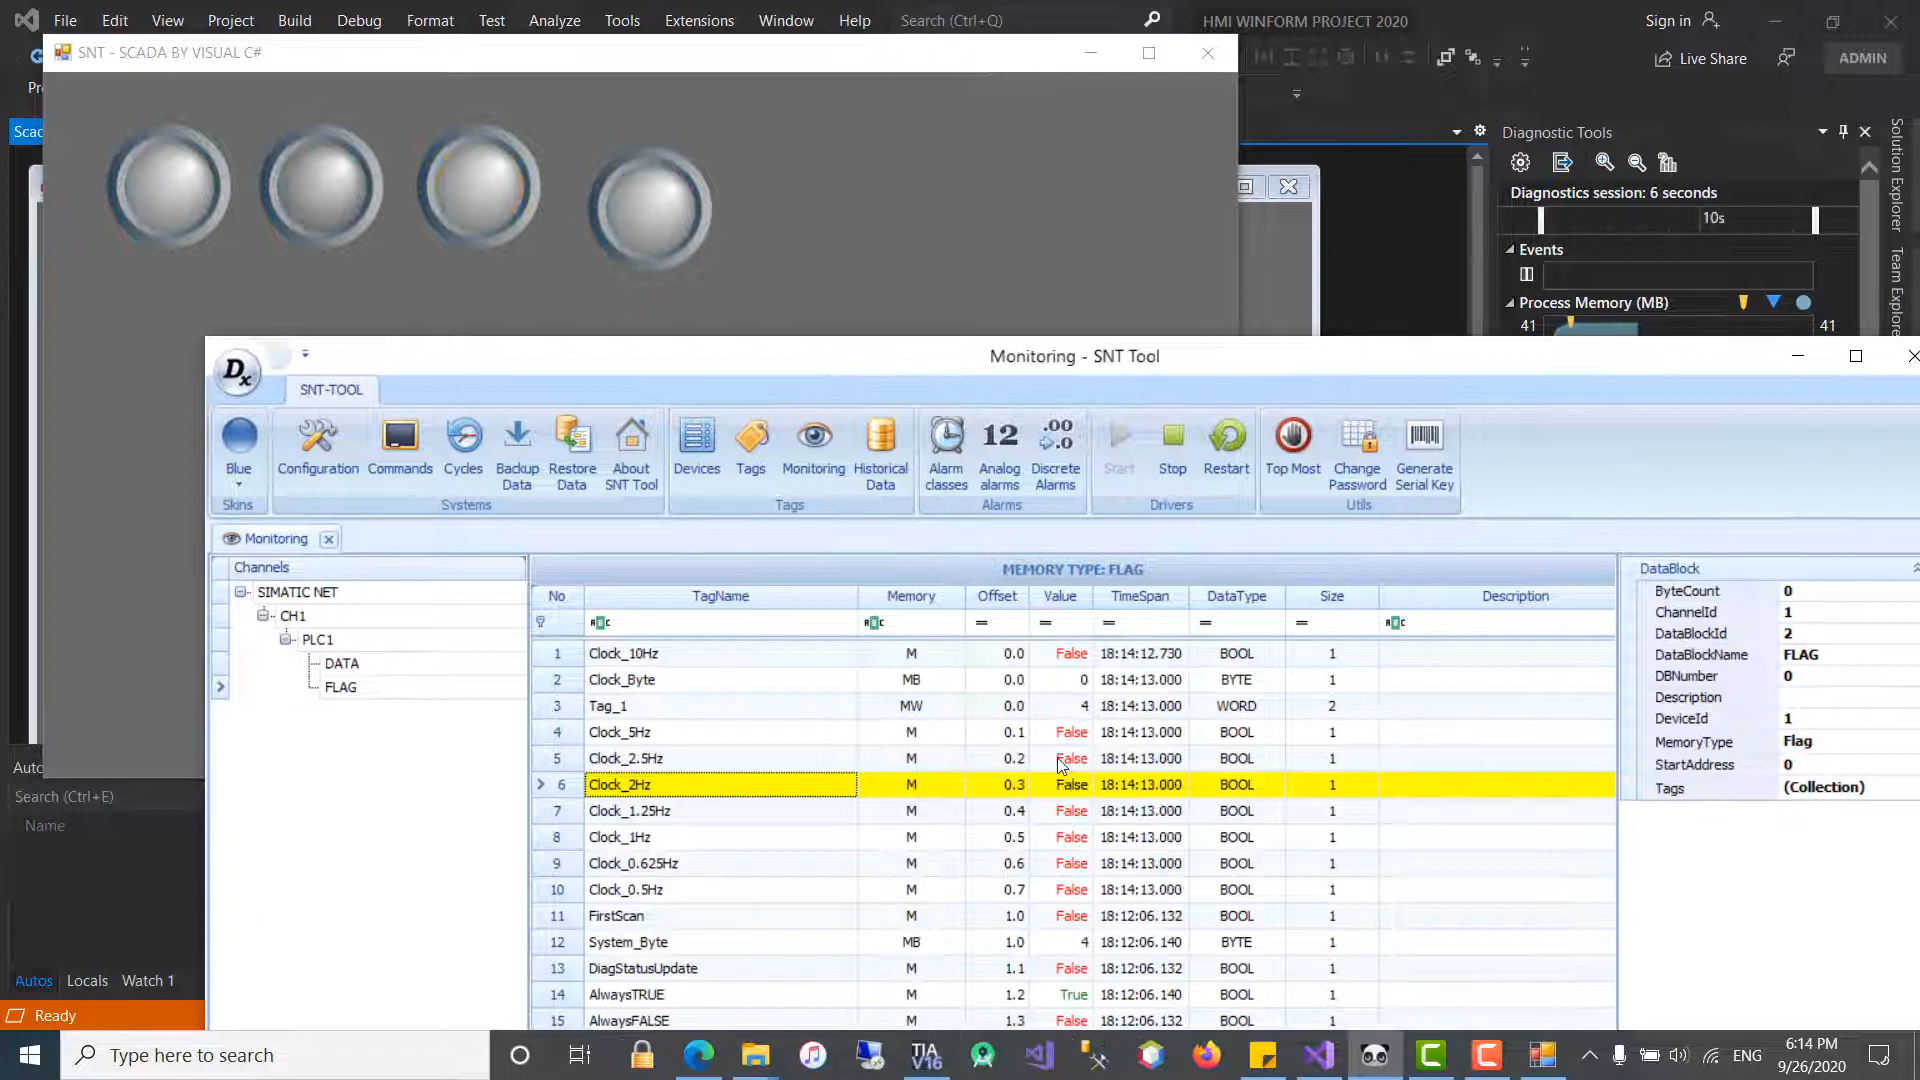 File Edit View Project Build Debug Format Test Analyze Tools Extensions Window Help Search (Ctrl+Q) HMI WINFORM PROJECT 2020 Sign in
SNT - SCADA BY VISUAL C#
Live Share ADMIN
Pr
Scad
Diagnostic Tools
Solution Explorer
Team Explore
Diagnostics session: 6 seconds
10s
Events
Process Memory (MB)
41 41
Monitoring - SNT Tool
Dx
SNT-TOOL
Blue Configuration Commands Cycles Backup Data Restore Data About SNT Tool Devices Tags Monitoring Historical Data Alarm classes 12 Analog alarms .00 .0 Discrete Alarms Start Stop Restart Top Most Change Password Generate Serial Key
Skins Systems Tags Alarms Drivers Utils
Monitoring
Channels
SIMATIC NET
CH1
PLC1
DATA
FLAG
MEMORY TYPE: FLAG
No TagName Memory Offset Value TimeSpan DataType Size Description
1 Clock_10Hz M 0.0 False 18:14:12.730 BOOL 1
2 Clock_Byte MB 0.0 0 18:14:13.000 BYTE 1
3 Tag_1 MW 0.0 4 18:14:13.000 WORD 2
4 Clock_5Hz M 0.1 False 18:14:13.000 BOOL 1
5 Clock_2.5Hz M 0.2 False 18:14:13.000 BOOL 1
6 Clock_2Hz M 0.3 False 18:14:13.000 BOOL 1
7 Clock_1.25Hz M 0.4 False 18:14:13.000 BOOL 1
8 Clock_1Hz M 0.5 False 18:14:13.000 BOOL 1
9 Clock_0.625Hz M 0.6 False 18:14:13.000 BOOL 1
10 Clock_0.5Hz M 0.7 False 18:14:13.000 BOOL 1
11 FirstScan M 1.0 False 18:12:06.132 BOOL 1
12 System_Byte MB 1.0 4 18:12:06.140 BYTE 1
13 DiagStatusUpdate M 1.1 False 18:12:06.132 BOOL 1
14 AlwaysTRUE M 1.2 True 18:12:06.140 BOOL 1
15 AlwaysFALSE M 1.3 False 18:12:06.132 BOOL 1
DataBlock
ByteCount 0
ChannelId 1
DataBlockId 2
DataBlockName FLAG
DBNumber 0
Description
DeviceId 1
MemoryType Flag
StartAddress 0
Tags (Collection)
Auto
Search (Ctrl+E)
Name
Autos Locals Watch 1
Ready
Type here to search
TIA V16
ENG
6:14 PM
9/26/2020